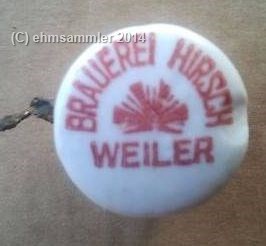 (C) ehmsammler 2014
BRAUEREI HIRSCH
WEILER